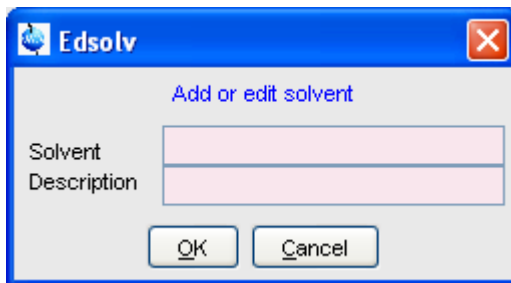 Edsolv
Add or edit solvent
Solvent
Description
OK Cancel